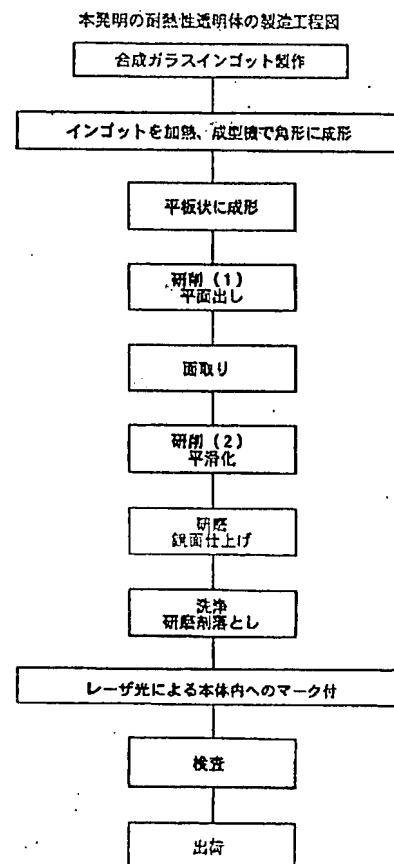 本発明の耐熱性透明体の製造工程図
合成ガラスインゴット製作
インゴットを加熱、成型機で角形に成形
平板状に成形
研削(1)
平面出し
面取り
研削(2)
平滑化
研磨
鏡面仕上げ
洗浄
研磨剤落とし
レーザ光による本体内へのマーク付
検査
出荷